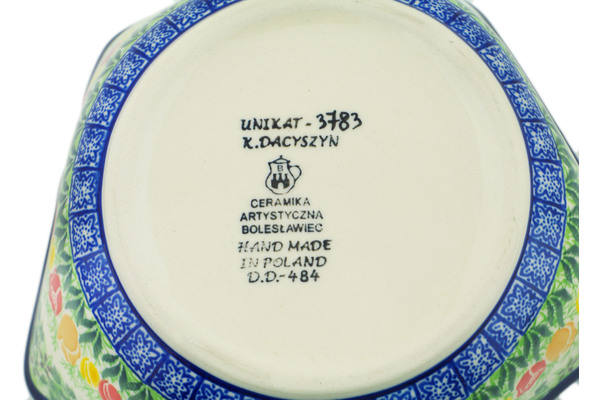 UNIKAT - 3783
K. DACYSZYN
B
CERAMIKA
ARTYSTYCZNA
BOLESŁAWIEC
HAND MADE
IN POLAND
D.D.-484